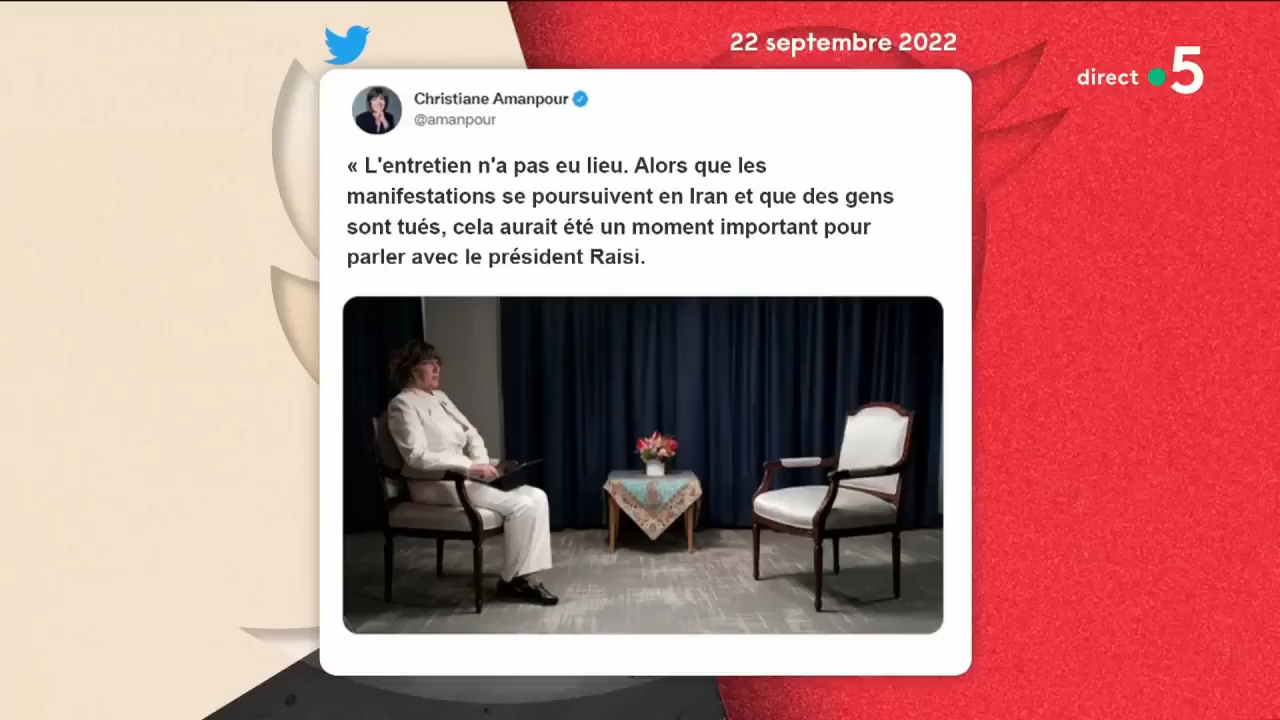 22 septembre 2022
direct 5
Christiane Amanpour
@amanpour
« L'entretien n'a pas eu lieu. Alors que les
manifestations se poursuivent en Iran et que des gens
sont tués, cela aurait été un moment important pour
parler avec le président Raisi.